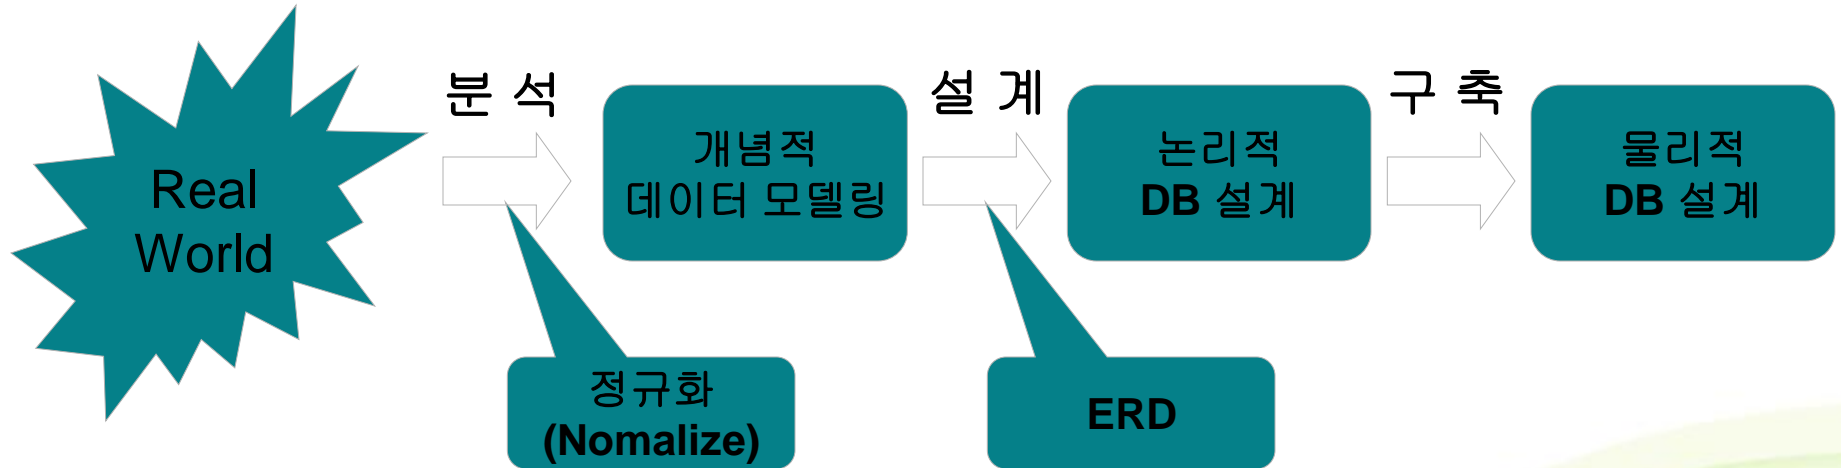 Real
World
분 석
개념적
데이터 모델링
설 계
논리적
DB 설계
구 축
물리적
DB 설계
정규화
(Nomalize)
ERD